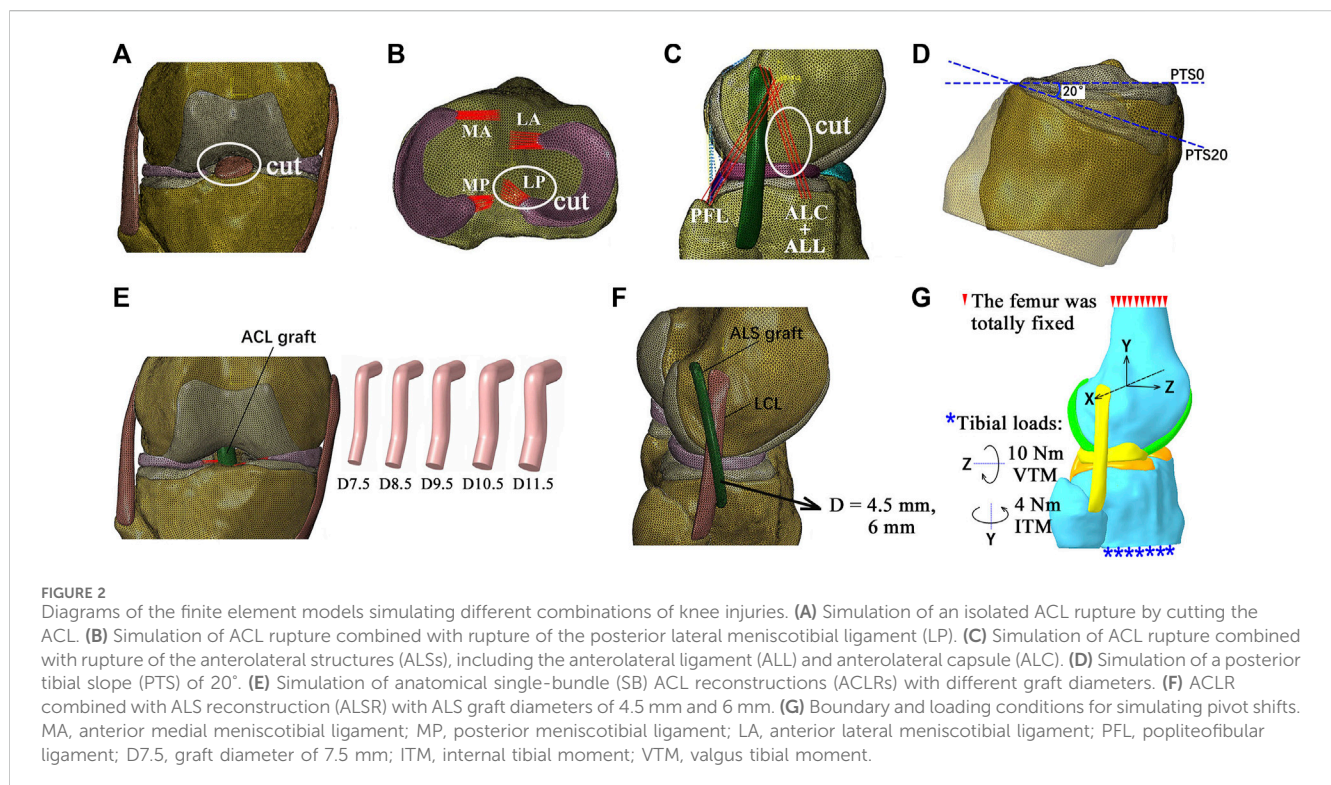 A
cut
B
MA
LA
MP
LP
cut
C
cut
PFL
ALC
+
ALL
D
PTS0
20°
PTS20
E
ACL graft
D7.5 D8.5 D9.5 D10.5 D11.5
F
ALS graft
LCL
D = 4.5 mm,
6 mm
G
The femur was
totally fixed
Y
Z
X
*Tibial loads:
Z
10 Nm
VTM
4 Nm
ITM
Y
*******
FIGURE 2
Diagrams of the finite element models simulating different combinations of knee injuries. (A) Simulation of an isolated ACL rupture by cutting the
ACL. (B) Simulation of ACL rupture combined with rupture of the posterior lateral meniscotibial ligament (LP). (C) Simulation of ACL rupture combined
with rupture of the anterolateral structures (ALSs), including the anterolateral ligament (ALL) and anterolateral capsule (ALC). (D) Simulation of a posterior
tibial slope (PTS) of 20°. (E) Simulation of anatomical single-bundle (SB) ACL reconstructions (ACLRs) with different graft diameters. (F) ACLR
combined with ALS reconstruction (ALSR) with ALS graft diameters of 4.5 mm and 6 mm. (G) Boundary and loading conditions for simulating pivot shifts.
MA, anterior medial meniscotibial ligament; MP, posterior meniscotibial ligament; LA, anterior lateral meniscotibial ligament; PFL, popliteofibular
ligament; D7.5, graft diameter of 7.5 mm; ITM, internal tibial moment; VTM, valgus tibial moment.